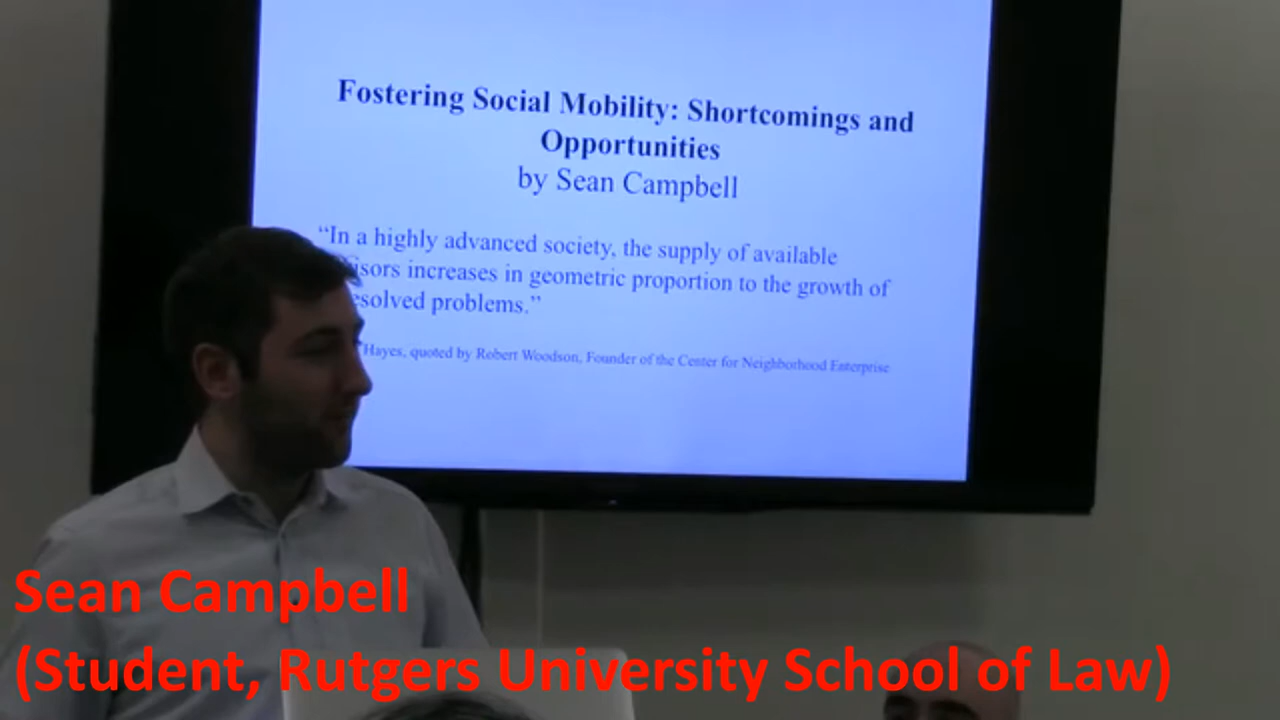 Fostering Social Mobility: Shortcomings and
Opportunities
by Sean Campbell
“In a highly advanced society, the supply of available
isors increases in geometric proportion to the growth of
esolved problems.”
Hayes, quoted by Robert Woodson, Founder of the Center for Neighborhood Enterprise
Sean Campbell
(Student, Rutgers University School of Law)